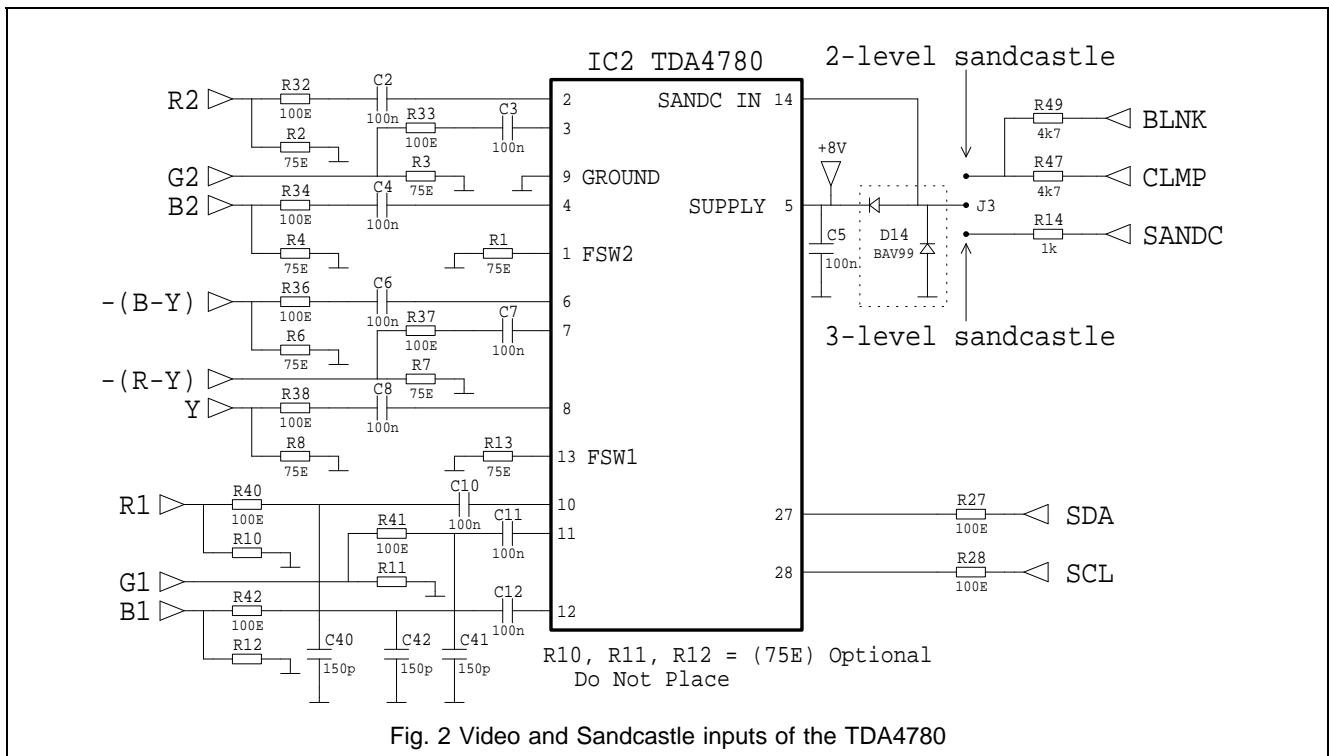 IC2 TDA4780
2-level sandcastle
R2
R32
100E
C2
100n
R2
75E
2
SANDC IN 14
R49
4k7
BLNK
R33
100E
C3
100n
3
+8V
G2
R3
75E
9 GROUND
R47
4k7
CLMP
B2
R34
100E
C4
100n
4
SUPPLY 5
J3
R4
75E
R1
75E
1 FSW2
C5
100n
D14
BAV99
R14
1k
SANDC
-(B-Y)
R36
100E
C6
100n
6
R6
75E
R37
100E
C7
100n
7
3-level sandcastle
-(R-Y)
R7
75E
Y
R38
100E
C8
100n
8
R8
75E
R13
75E
13 FSW1
R1
R40
100E
C10
100n
10
R10
R41
100E
C11
100n
11
27
R27
100E
SDA
G1
R11
28
R28
100E
SCL
B1
R42
100E
C12
100n
12
R12
C40
150p
C42
150p
C41
150p
R10, R11, R12 = (75E) Optional
Do Not Place
Fig. 2 Video and Sandcastle inputs of the TDA4780